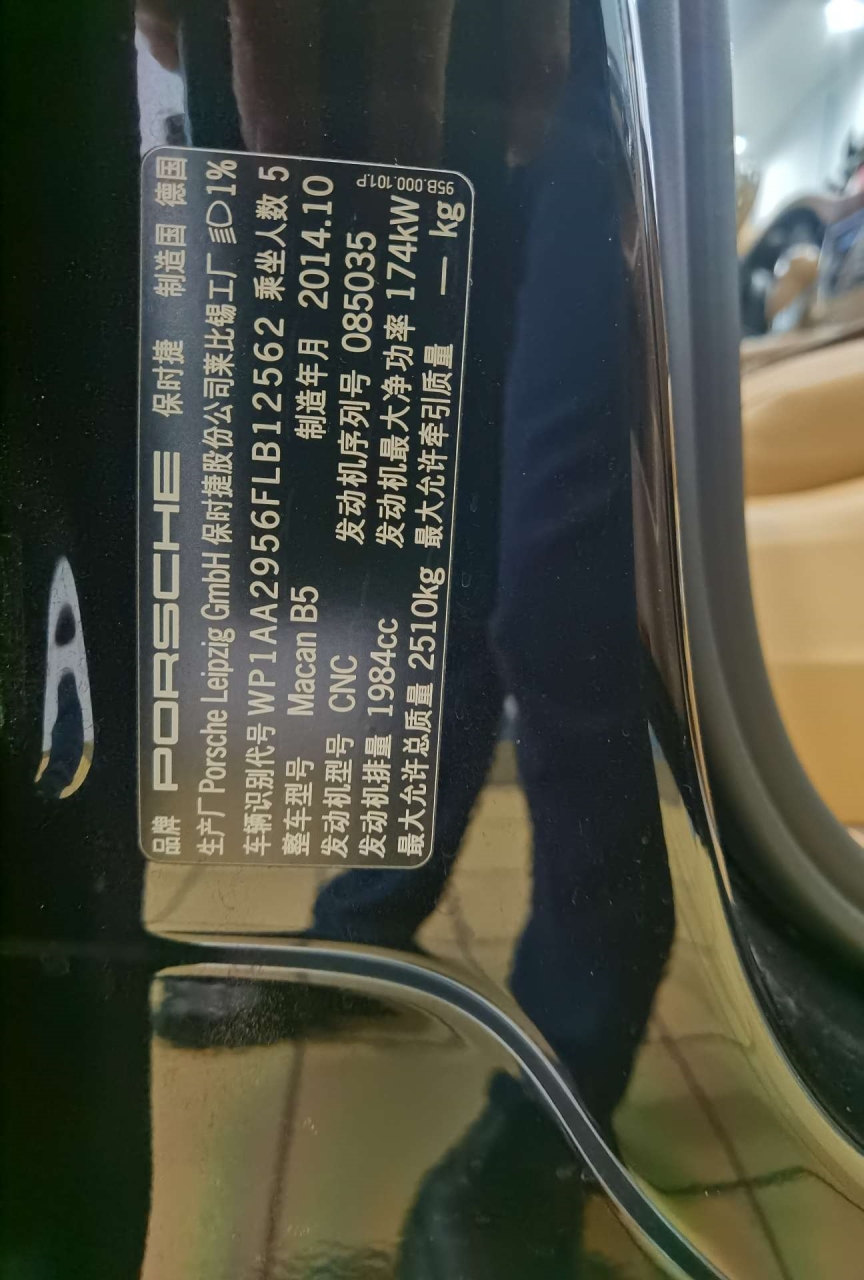 品牌 PORSCHE 保时捷 制造国 德国
生产厂 Porsche Leipzig GmbH 保时捷股份公司莱比锡工厂 1%
车辆识别代号 WP1AA2956FLB12562 乘坐人数 5
整车型号 Macan B5 制造年月 2014.10
发动机型号 CNC 发动机序列号 085035
发动机排量 1984cc 发动机最大净功率 174kW
最大允许总质量 2510kg 最大允许牵引质量 — kg
95B.000.101.P